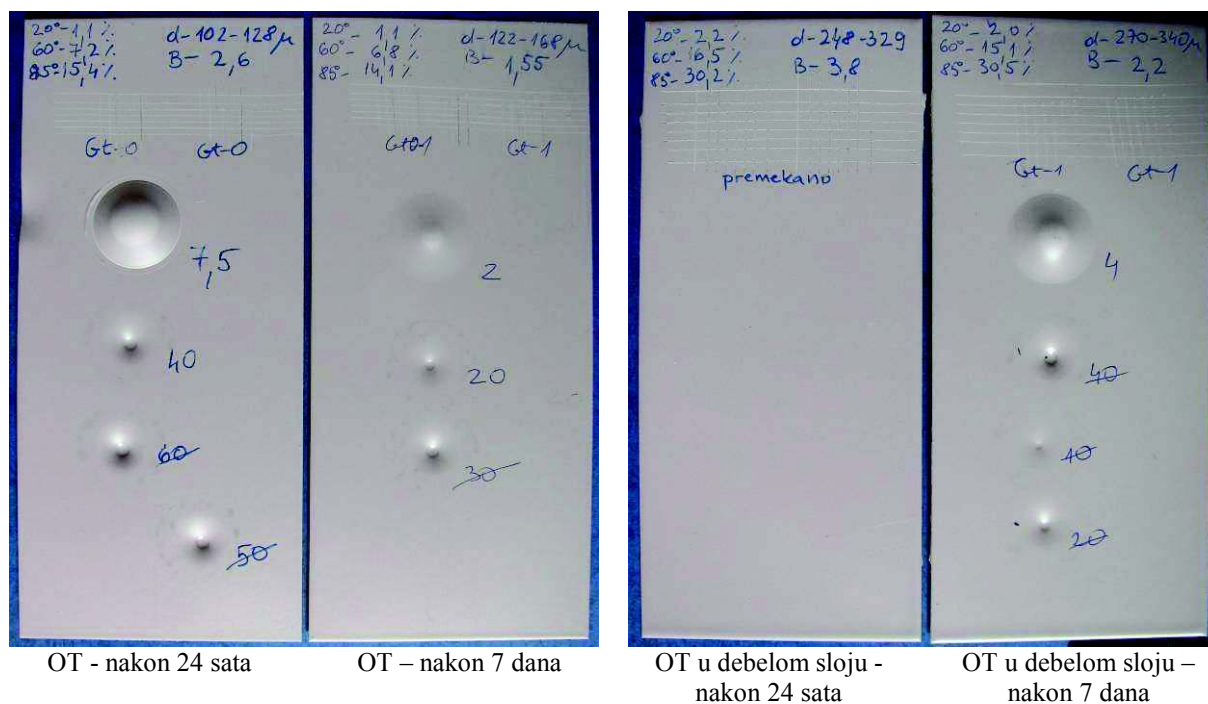 20°-1,1 %
60°-7,2 %
85°15,4 %
d-102-128µ
B-2,6
Gt-0
Gt-0
7,5
40
60
50
OT - nakon 24 sata
20°- 1,1 %
60°- 6,8 %
85°- 14,1 %
d-122-168µ
B- 1,55
Gt-1
2
20
30
OT – nakon 7 dana
20°-2,2 %
60°-16,5 %
85°-30,2 %
d-248-329
B-3,8
premekano
OT u debelom sloju -
nakon 24 sata
20°-2,0 %
60°-15,1 %
85°-30,5 %
d-270-340µ
B-2,2
Gt-1
Gt-1
4
40
20
OT u debelom sloju –
nakon 7 dana